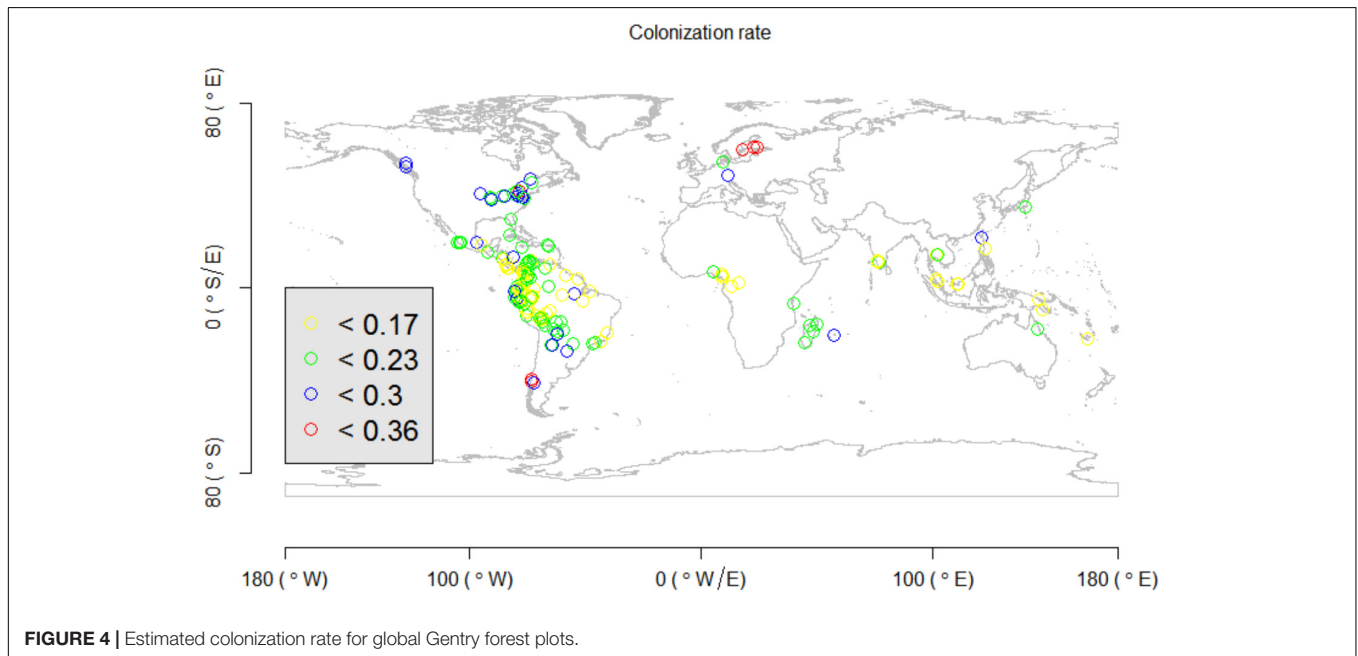 Colonization rate
80 ( ° E)
0 ( ° S/E)
80 ( ° S)
< 0.17
< 0.23
< 0.3
< 0.36
180 ( ° W)
100 ( ° W)
0 ( ° W/E)
100 ( ° E)
180 ( ° E)
FIGURE 4 | Estimated colonization rate for global Gentry forest plots.